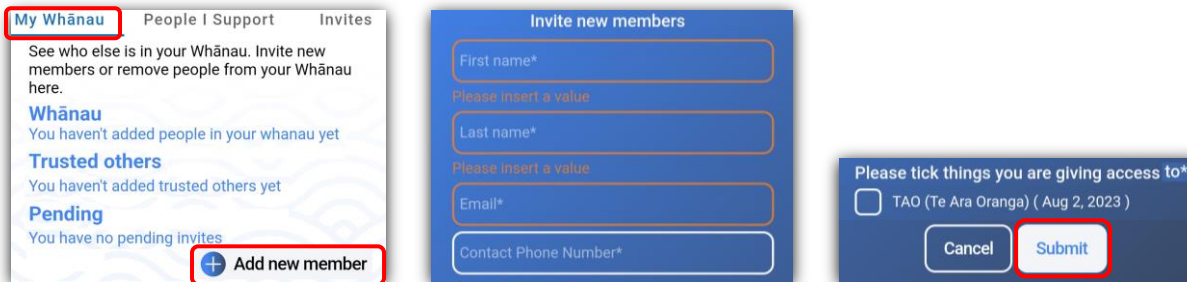 My Whānau People I Support Invites
See who else is in your Whānau. Invite new
members or remove people from your Whānau
here.
Whānau
You haven't added people in your whanau yet
Trusted others
You haven't added trusted others yet
Pending
You have no pending invites
Add new member
Invite new members
First name*
Please insert a value
Last name*
Please insert a value
Email*
Contact Phone Number*
Please tick things you are giving access to*
TAO (Te Ara Oranga) ( Aug 2, 2023 )
Cancel Submit